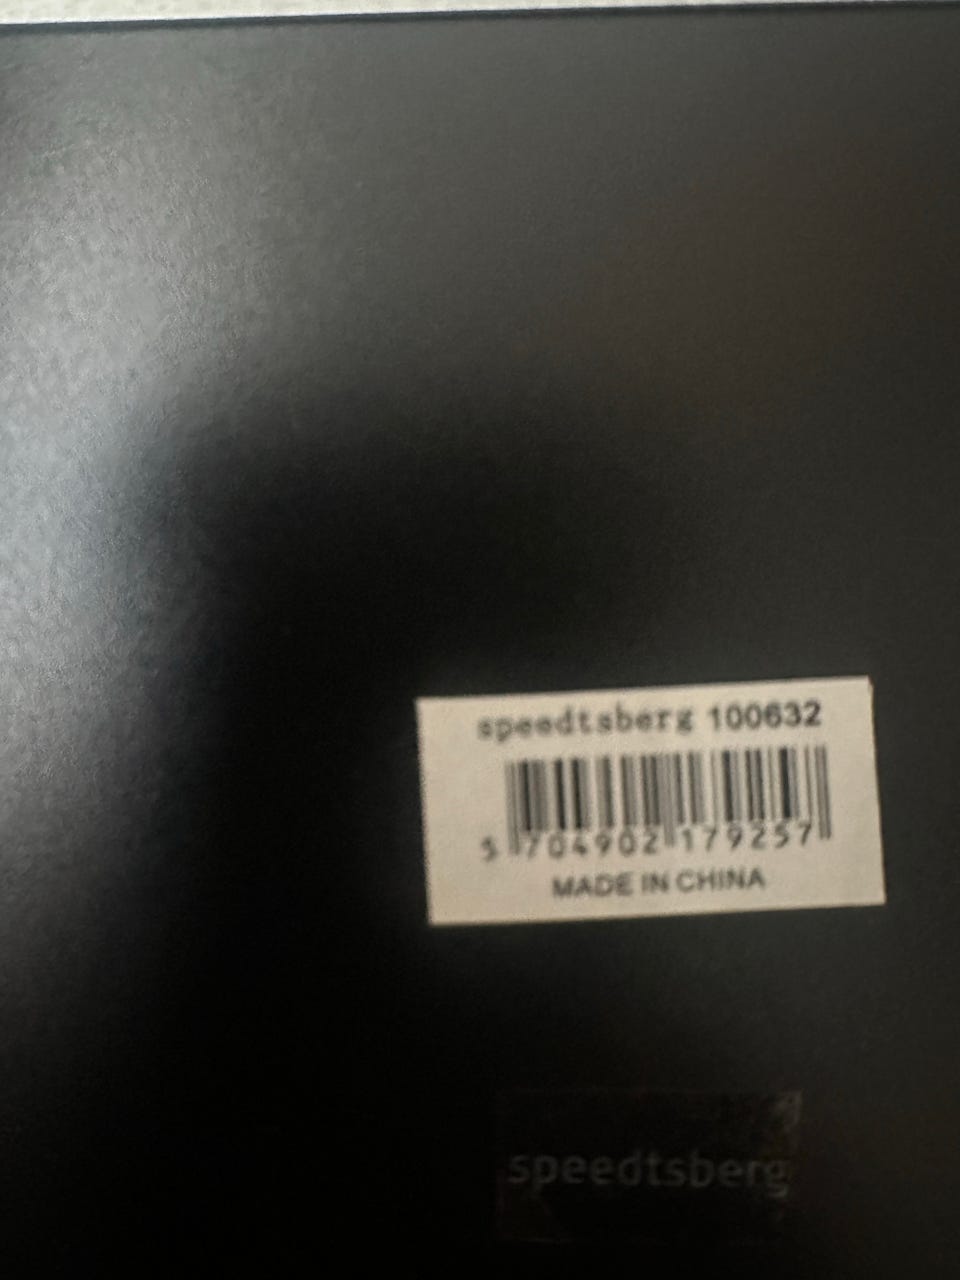 speedtsberg 100632
5 704902 179257
MADE IN CHINA
speedtsberg